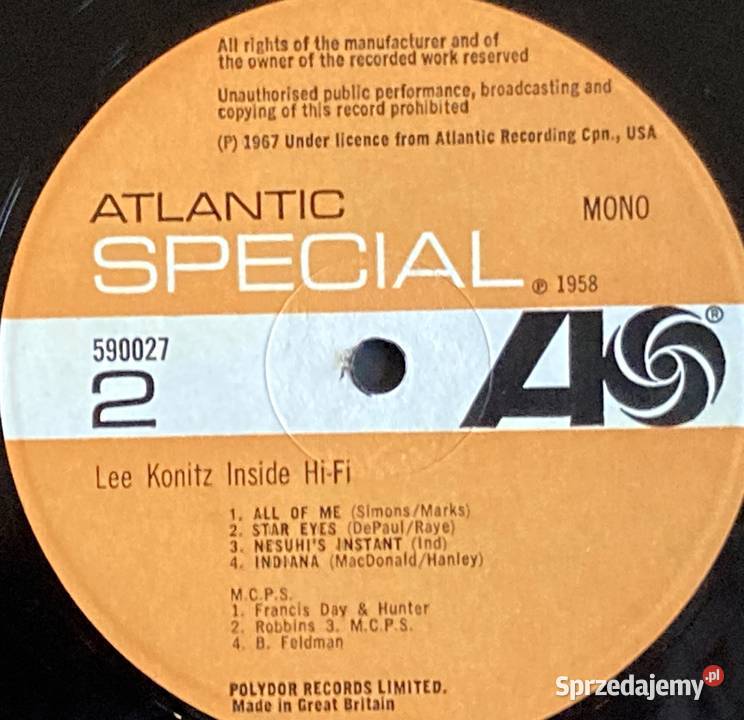 All rights of the manufacturer and of
the owner of the recorded work reserved
Unauthorised public performance, broadcasting and
copying of this record prohibited
(P) 1967 Under licence from Atlantic Recording Cpn., USA
ATLANTIC
MONO
SPECIAL
℗ 1958
®
590027
2
Lee Konitz Inside Hi-Fi
1. ALL OF ME (Simons/Marks)
2. STAR EYES (DePaul/Raye)
3. NESUHI'S INSTANT (Ind)
4. INDIANA (MacDonald/Hanley)
M.C.P.S.
1. Francis Day & Hunter
2. Robbins 3. M.C.P.S.
4. B. Feldman
POLYDOR RECORDS LIMITED.
Made in Great Britain
Sprzedajemy.pl